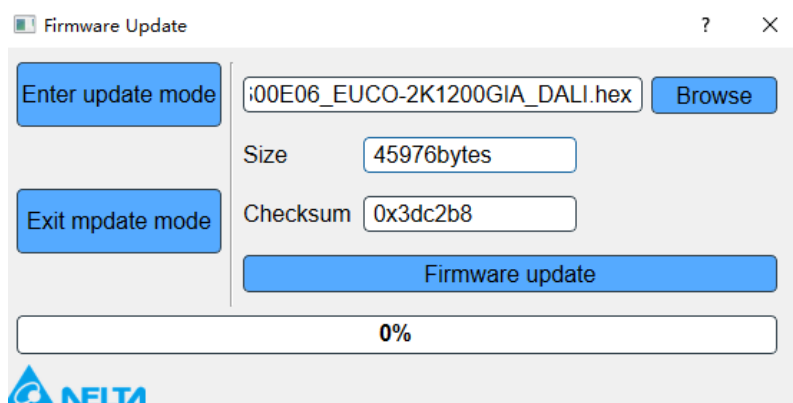 Firmware Update
Enter update mode
00E06_EUCO-2K1200GIA_DALI.hex
Browse
Size
45976bytes
Exit mpdate mode
Checksum
0x3dc2b8
Firmware update
0%